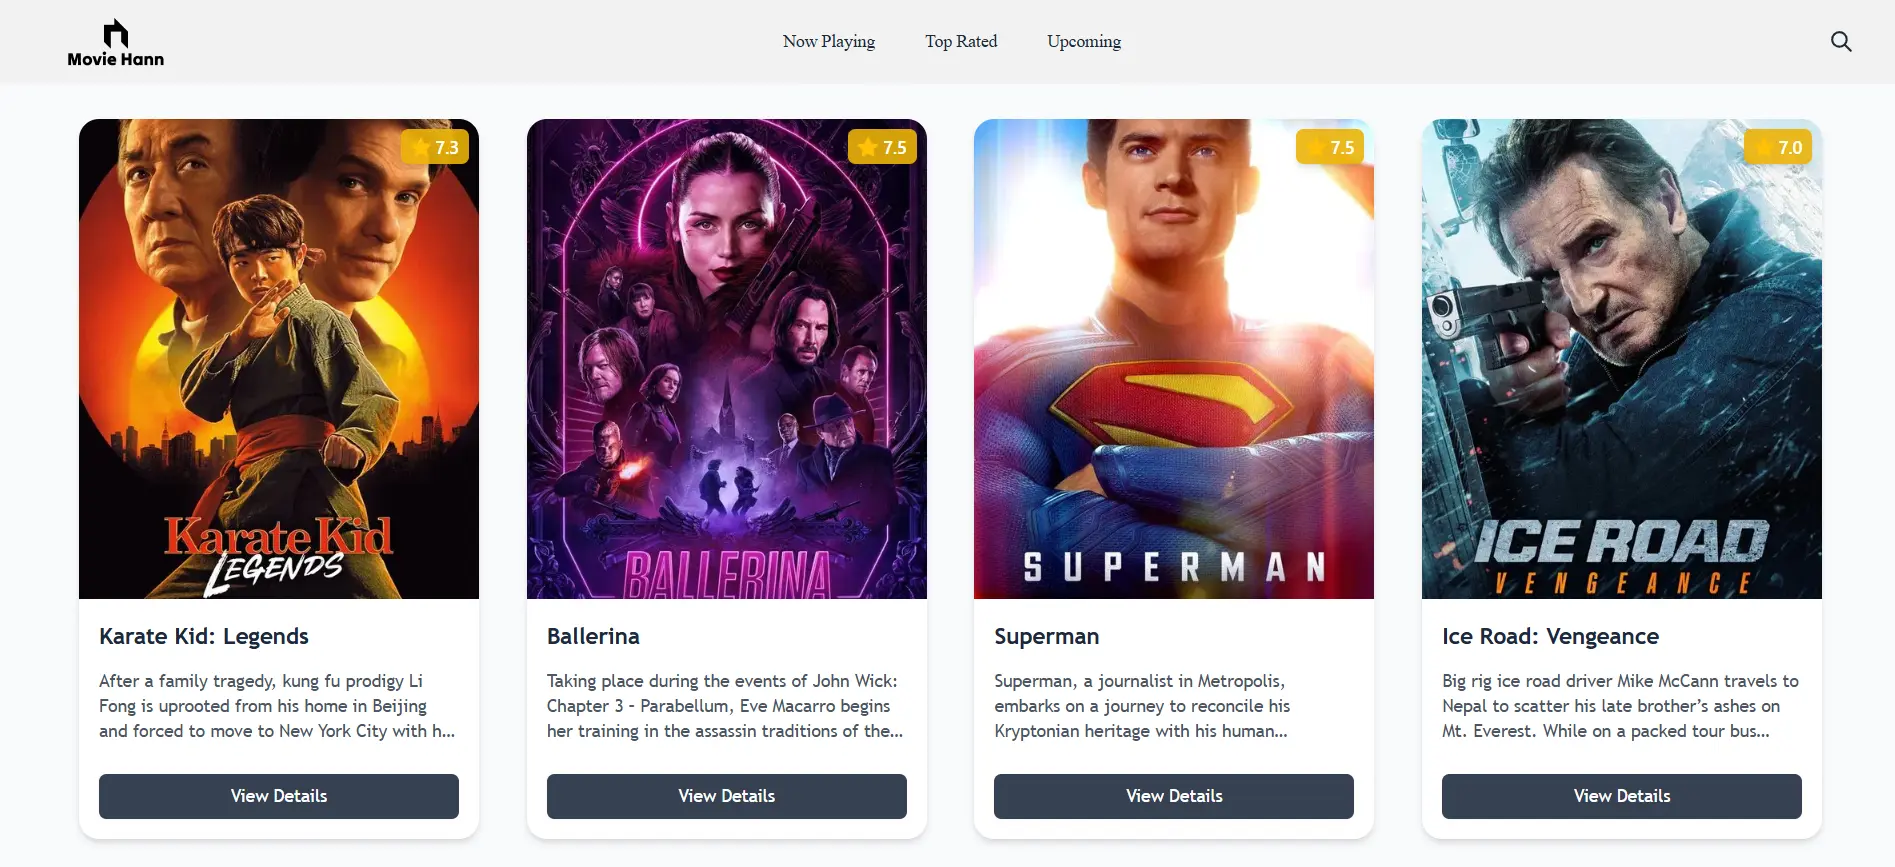 Movie Hann
Now Playing
Top Rated
Upcoming
7.3
7.5
7.5
7.0
Karate Kid
LEGENDS
BALLERINA
SUPERMAN
ICE ROAD
VENGEANCE
Karate Kid: Legends
After a family tragedy, kung fu prodigy Li
Fong is uprooted from his home in Beijing
and forced to move to New York City with h...
View Details
Ballerina
Taking place during the events of John Wick:
Chapter 3 – Parabellum, Eve Macarro begins
her training in the assassin traditions of the...
View Details
Superman
Superman, a journalist in Metropolis,
embarks on a journey to reconcile his
Kryptonian heritage with his human...
View Details
Ice Road: Vengeance
Big rig ice road driver Mike McCann travels to
Nepal to scatter his late brother’s ashes on
Mt. Everest. While on a packed tour bus...
View Details